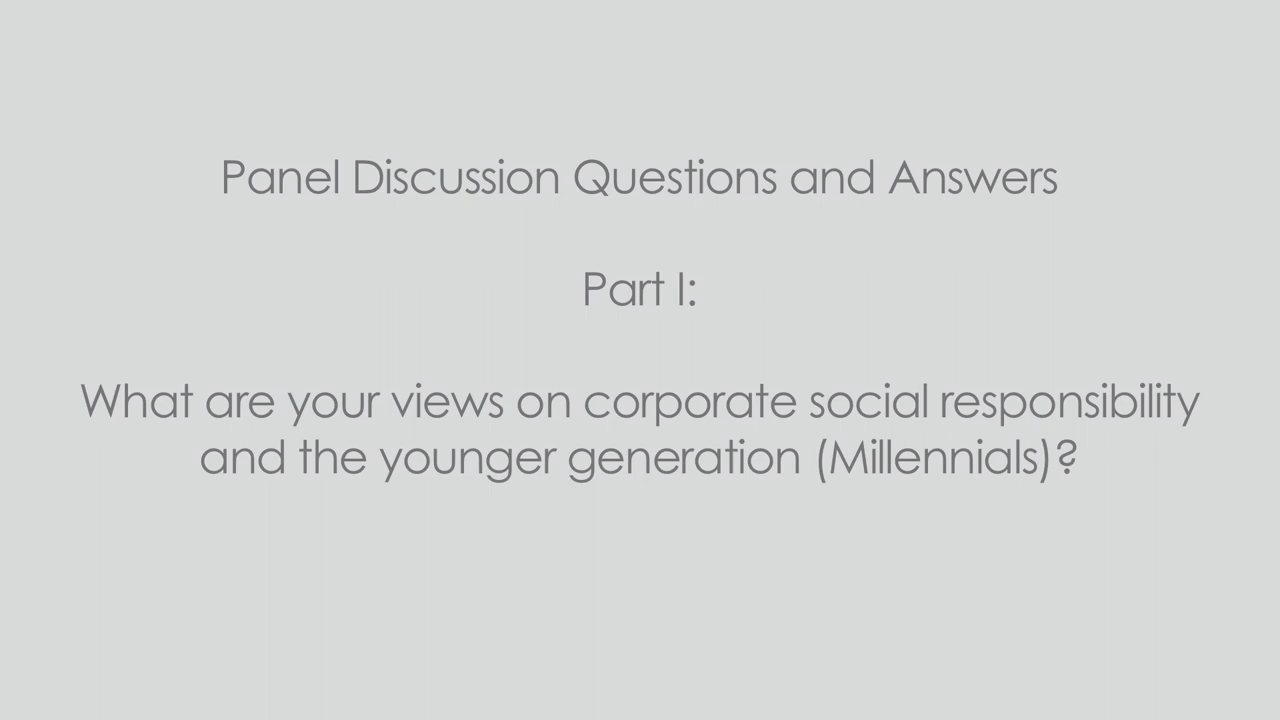 Panel Discussion Questions and Answers
Part I:
What are your views on corporate social responsibility
and the younger generation (Millennials)?